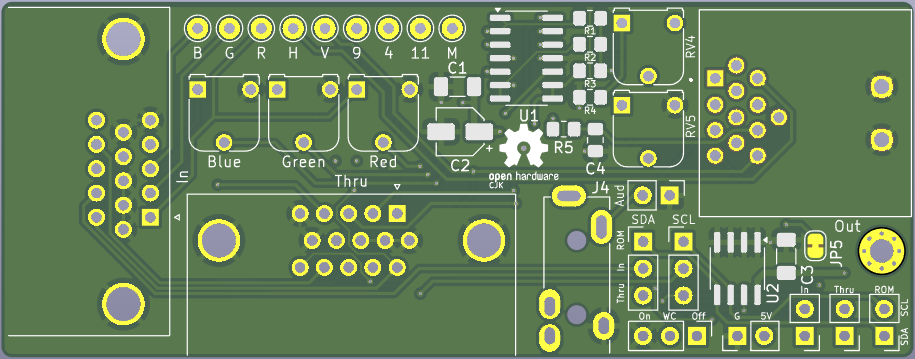 B G R H V 9 4 11 M
C1
U1
R1
R2
R3
R4
RV4
RV5
R5
C4
C2
+
Blue
Green
Red
open hardware
CJK
In
Thru
J4
Aud
SDA
SCL
ROM
In
Thru
Out
U2
C3
JP5
On WC Off
G 5V
In Thru ROM
SCL
SDA